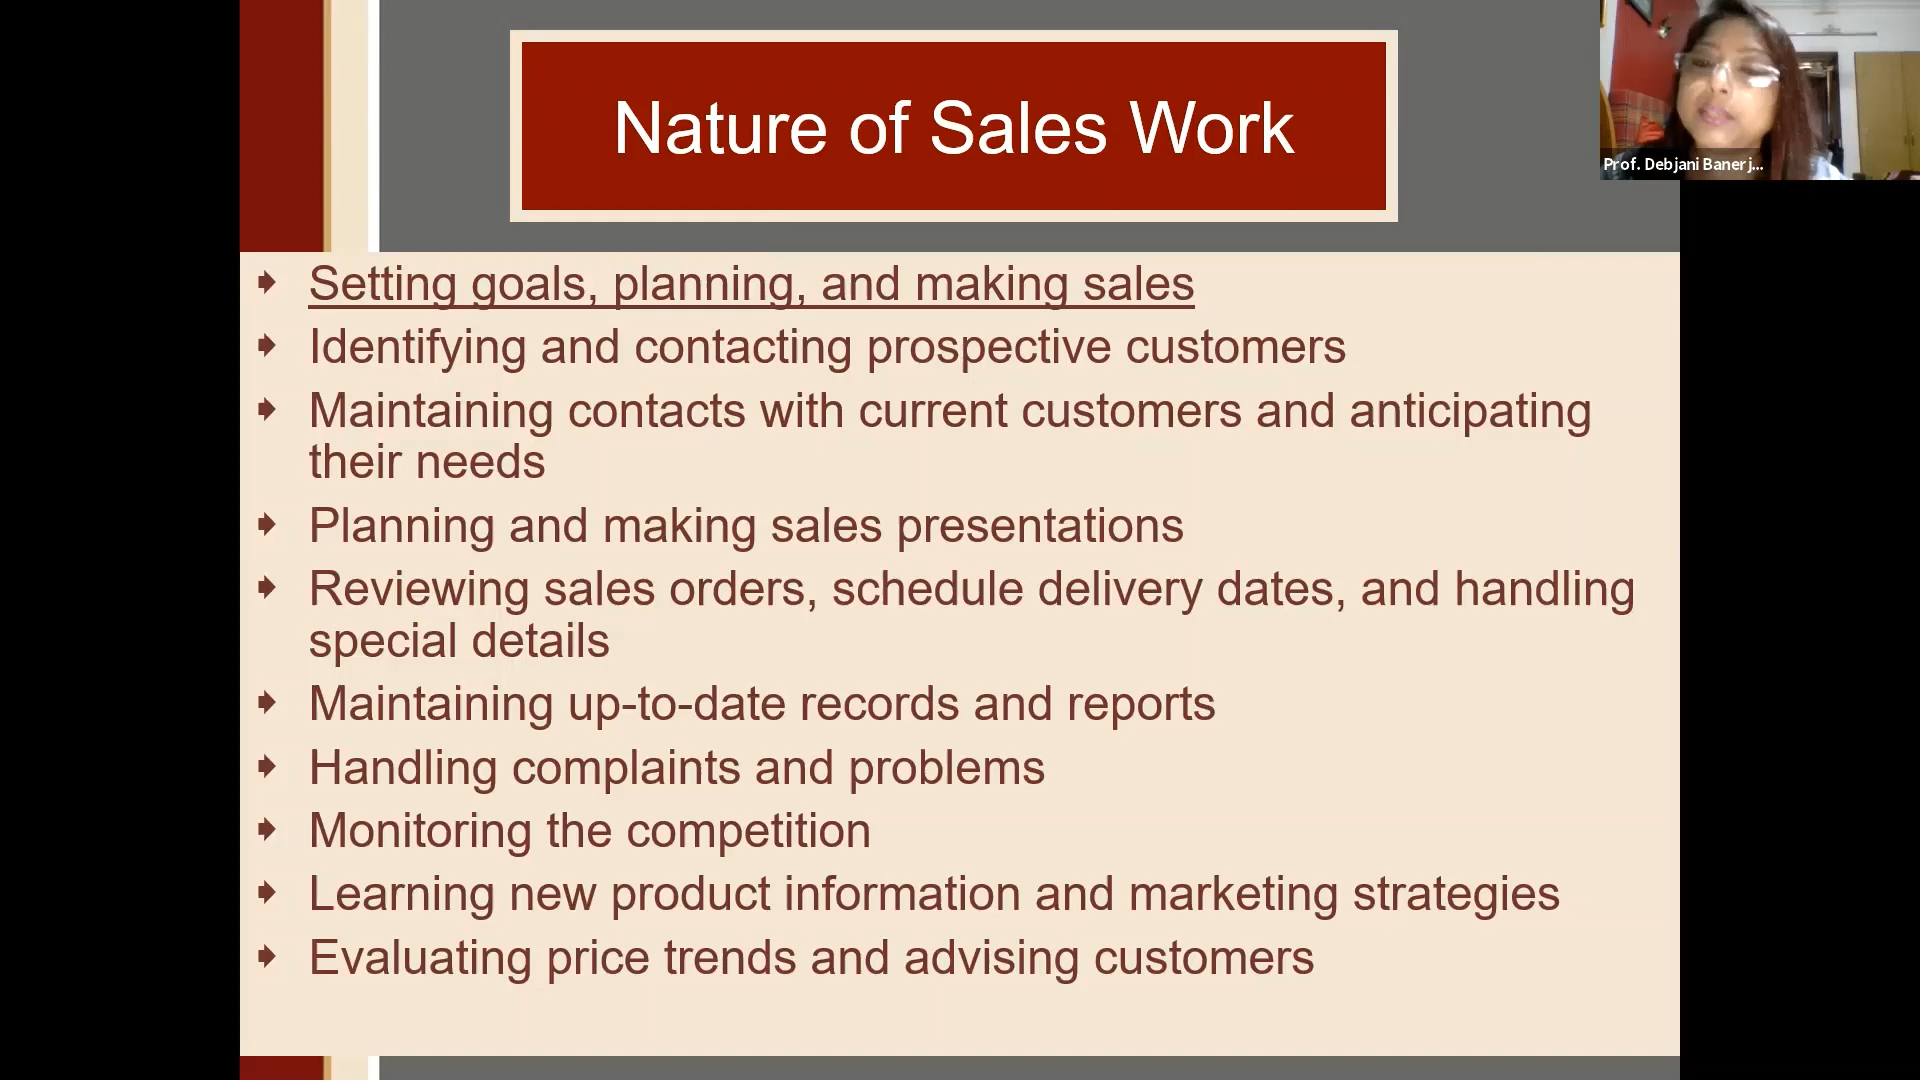 Nature of Sales Work
Prof. Debjani Banerj...
Setting goals, planning, and making sales
Identifying and contacting prospective customers
Maintaining contacts with current customers and anticipating
their needs
Planning and making sales presentations
Reviewing sales orders, schedule delivery dates, and handling
special details
Maintaining up-to-date records and reports
Handling complaints and problems
Monitoring the competition
Learning new product information and marketing strategies
Evaluating price trends and advising customers